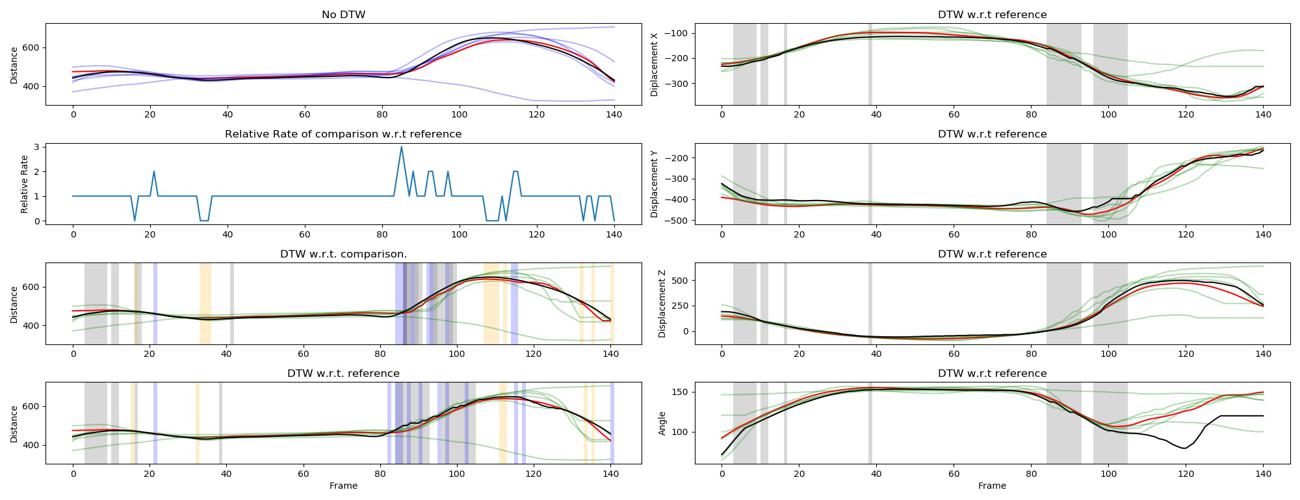 No DTW
Distance
600
400
0 20 40 60 80 100 120 140
Relative Rate of comparison w.r.t reference
Relative Rate
3
2
1
0
0 20 40 60 80 100 120 140
DTW w.r.t. comparison.
Distance
600
400
0 20 40 60 80 100 120 140
DTW w.r.t. reference
Distance
600
400
0 20 40 60 80 100 120 140
Frame
DTW w.r.t reference
Diplacement X
−100
−200
−300
0 20 40 60 80 100 120 140
DTW w.r.t reference
Displacement Y
−200
−300
−400
−500
0 20 40 60 80 100 120 140
DTW w.r.t reference
Displacement Z
500
250
0
0 20 40 60 80 100 120 140
DTW w.r.t reference
Angle
150
100
0 20 40 60 80 100 120 140
Frame